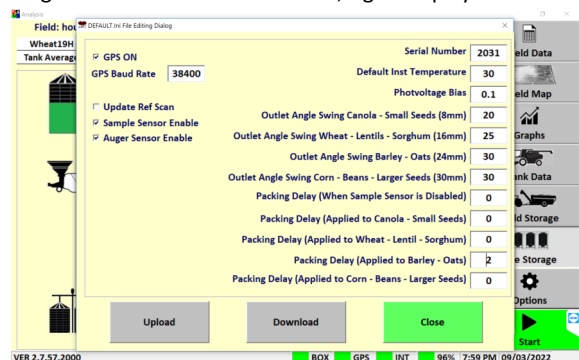 Analysis
DEFAULT.Ini File Editing Dialog
Field: hou
Wheat19H
Tank Average
GPS ON
GPS Baud Rate 38400
Update Ref Scan
Sample Sensor Enable
Auger Sensor Enable
Serial Number 2031
Default Inst Temperature 30
Photovoltage Bias 0.1
Outlet Angle Swing Canola - Small Seeds (8mm) 20
Outlet Angle Swing Wheat - Lentils - Sorghum (16mm) 25
Outlet Angle Swing Barley - Oats (24mm) 30
Outlet Angle Swing Corn - Beans - Larger Seeds (30mm) 30
Packing Delay (When Sample Sensor is Disabled) 0
Packing Delay (Applied to Canola - Small Seeds) 0
Packing Delay (Applied to Wheat - Lentil - Sorghum) 0
Packing Delay (Applied to Barley - Oats) 2
Packing Delay (Applied to Corn - Beans - Larger Seeds) 0
Upload Download Close
eld Data
eld Map
Graphs
nk Data
ld Storage
e Storage
Options
Start
VER 2.7.57.2000 BOX GPS INT 96% 7:59 PM 09/03/2022